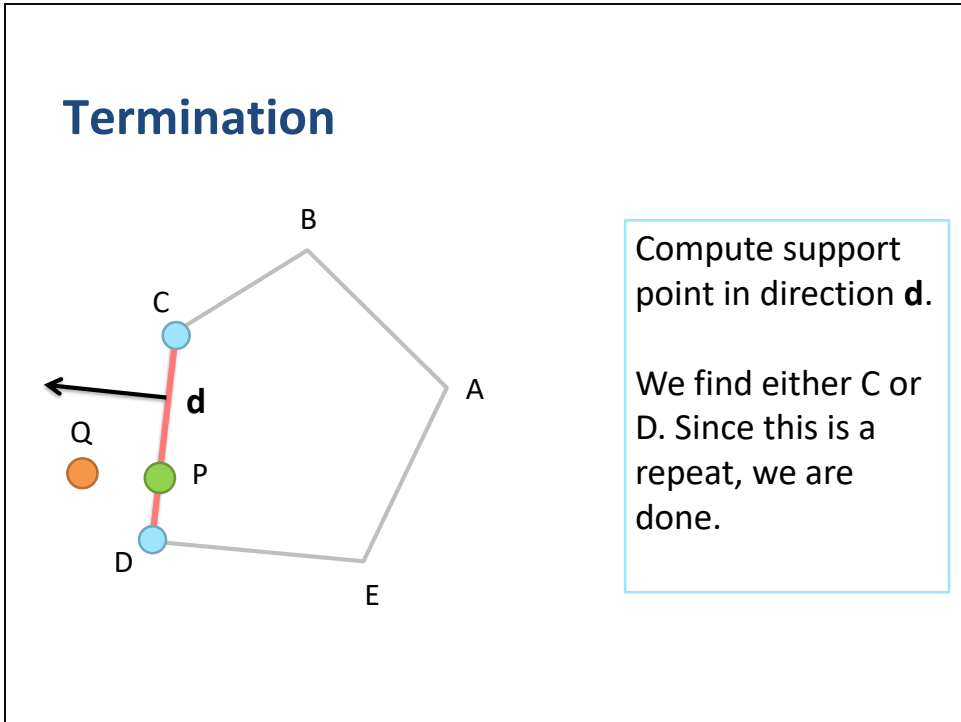 Termination
B
C
A
d
Q
P
D
E
Compute support
point in direction d.
We find either C or
D. Since this is a
repeat, we are
done.